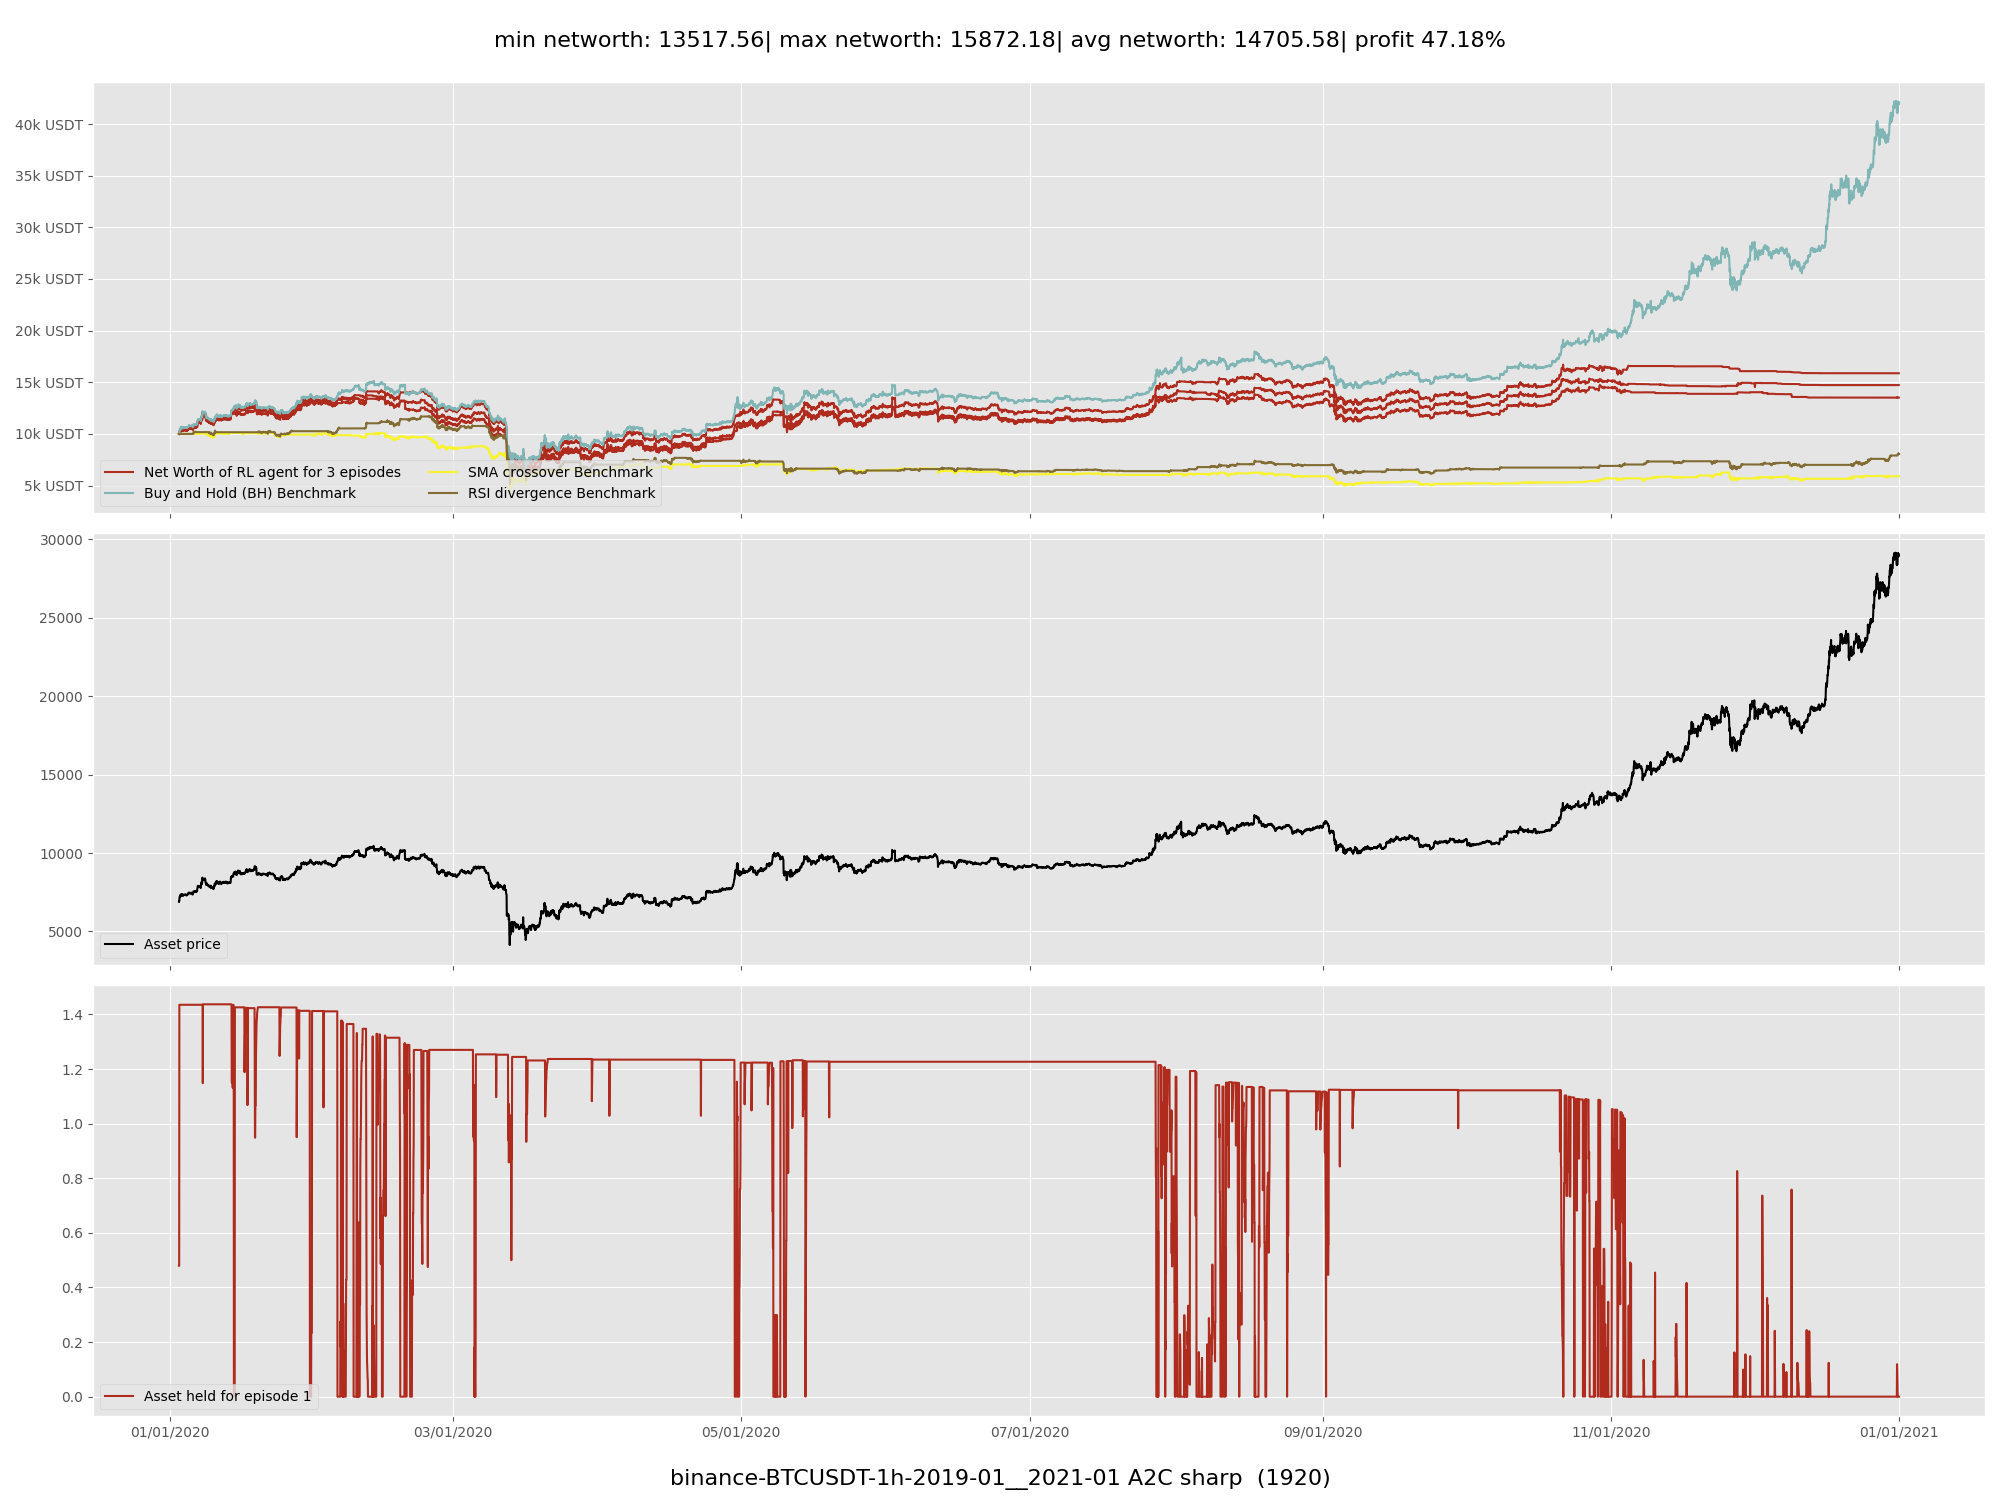 min networth: 13517.56| max networth: 15872.18| avg networth: 14705.58| profit 47.18%
40k USDT
35k USDT
30k USDT
25k USDT
20k USDT
15k USDT
10k USDT
5k USDT
Net Worth of RL agent for 3 episodes
Buy and Hold (BH) Benchmark
SMA crossover Benchmark
RSI divergence Benchmark
30000
25000
20000
15000
10000
5000
Asset price
1.4
1.2
1.0
0.8
0.6
0.4
0.2
0.0
Asset held for episode 1
01/01/2020
03/01/2020
05/01/2020
07/01/2020
09/01/2020
11/01/2020
01/01/2021
binance-BTCUSDT-1h-2019-01__2021-01 A2C sharp  (1920)